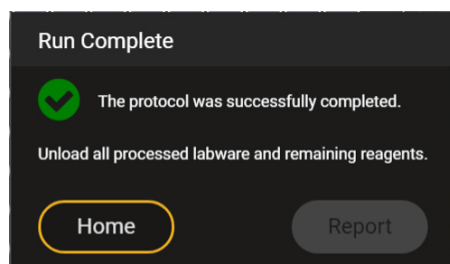 Run Complete
The protocol was successfully completed.
Unload all processed labware and remaining reagents.
Home
Report